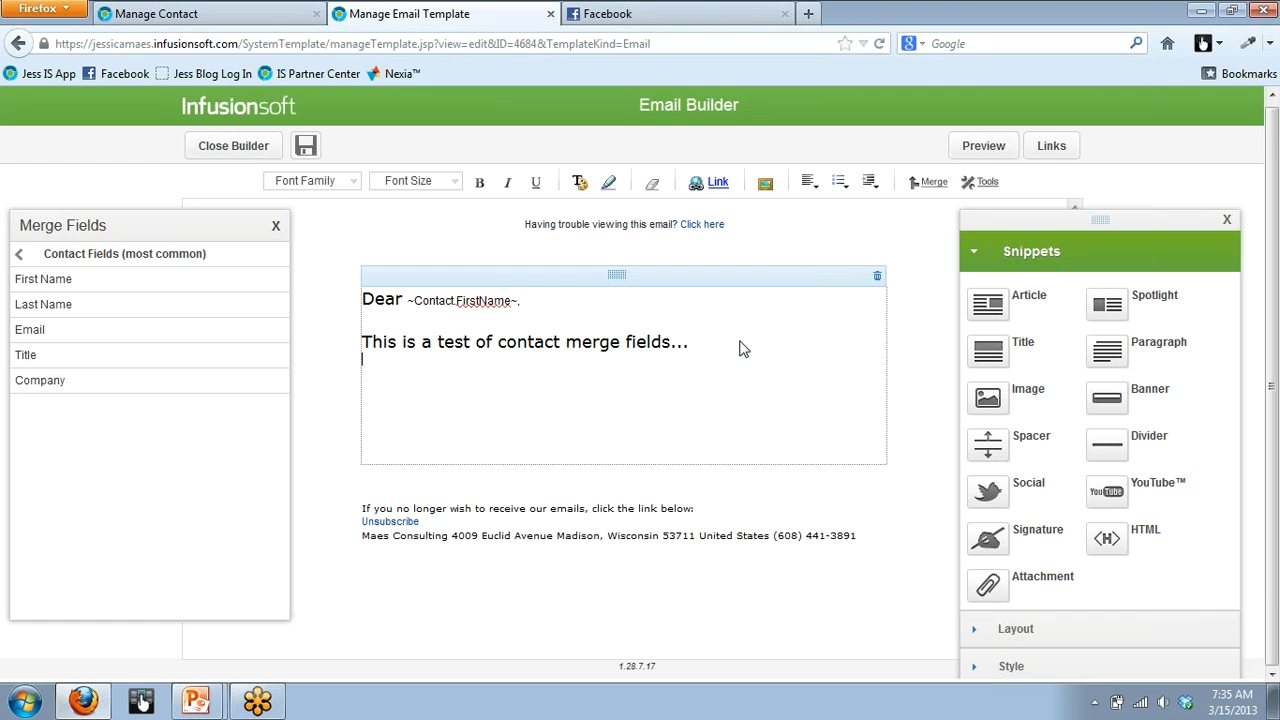 Firefox
Manage Contact
Manage Email Template
Facebook
https://jessicamaes.infusionsoft.com/SystemTemplate/manageTemplate.jsp?view=edit&ID=4684&TemplateKind=Email
Google
Jess IS App
Facebook
Jess Blog Log In
IS Partner Center
Nexia™
Bookmarks
Infusionsoft
Email Builder
Close Builder
Preview
Links
Font Family
Font Size
B
I
U
Link
Merge
Tools
Merge Fields
X
Contact Fields (most common)
First Name
Last Name
Email
Title
Company
Having trouble viewing this email? Click here
Dear ~Contact.FirstName~,
This is a test of contact merge fields...
If you no longer wish to receive our emails, click the link below:
Unsubscribe
Maes Consulting 4009 Euclid Avenue Madison, Wisconsin 53711 United States (608) 441-3891
1.28.7.17
X
Snippets
Article
Spotlight
Title
Paragraph
Image
Banner
Spacer
Divider
Social
You Tube
YouTube™
Signature
HTML
Attachment
Layout
Style
7:35 AM
3/15/2013